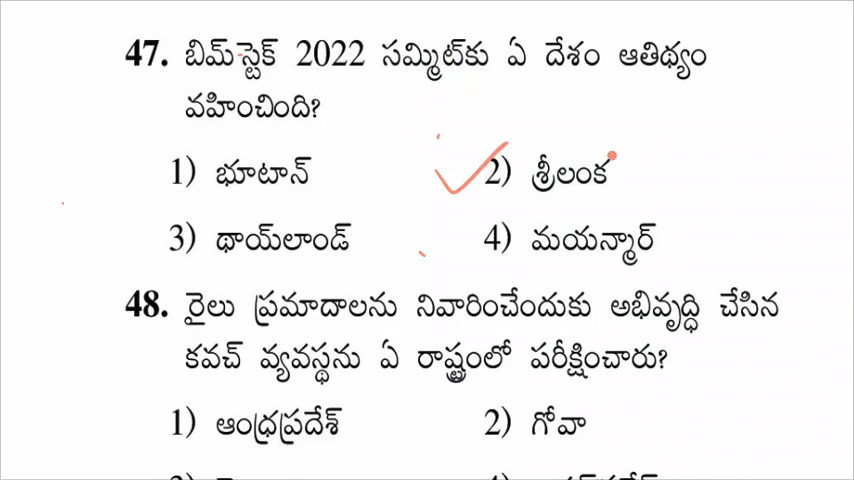 47. బిమ్‌స్టెక్ 2022 సమ్మిట్‌కు ఏ దేశం ఆతిథ్యం
వహించింది?
1) భూటాన్ 2) శ్రీలంక
3) థాయ్‌లాండ్ 4) మయన్మార్
48. రైలు ప్రమాదాలను నివారించేందుకు అభివృద్ధి చేసిన
కవచ్ వ్యవస్థను ఏ రాష్ట్రంలో పరీక్షించారు?
1) ఆంధ్రప్రదేశ్ 2) గోవా